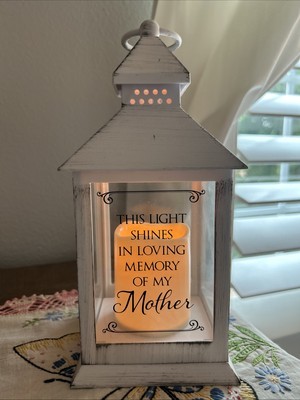 THIS LIGHT
SHINES
IN LOVING
MEMORY
OF MY
Mother